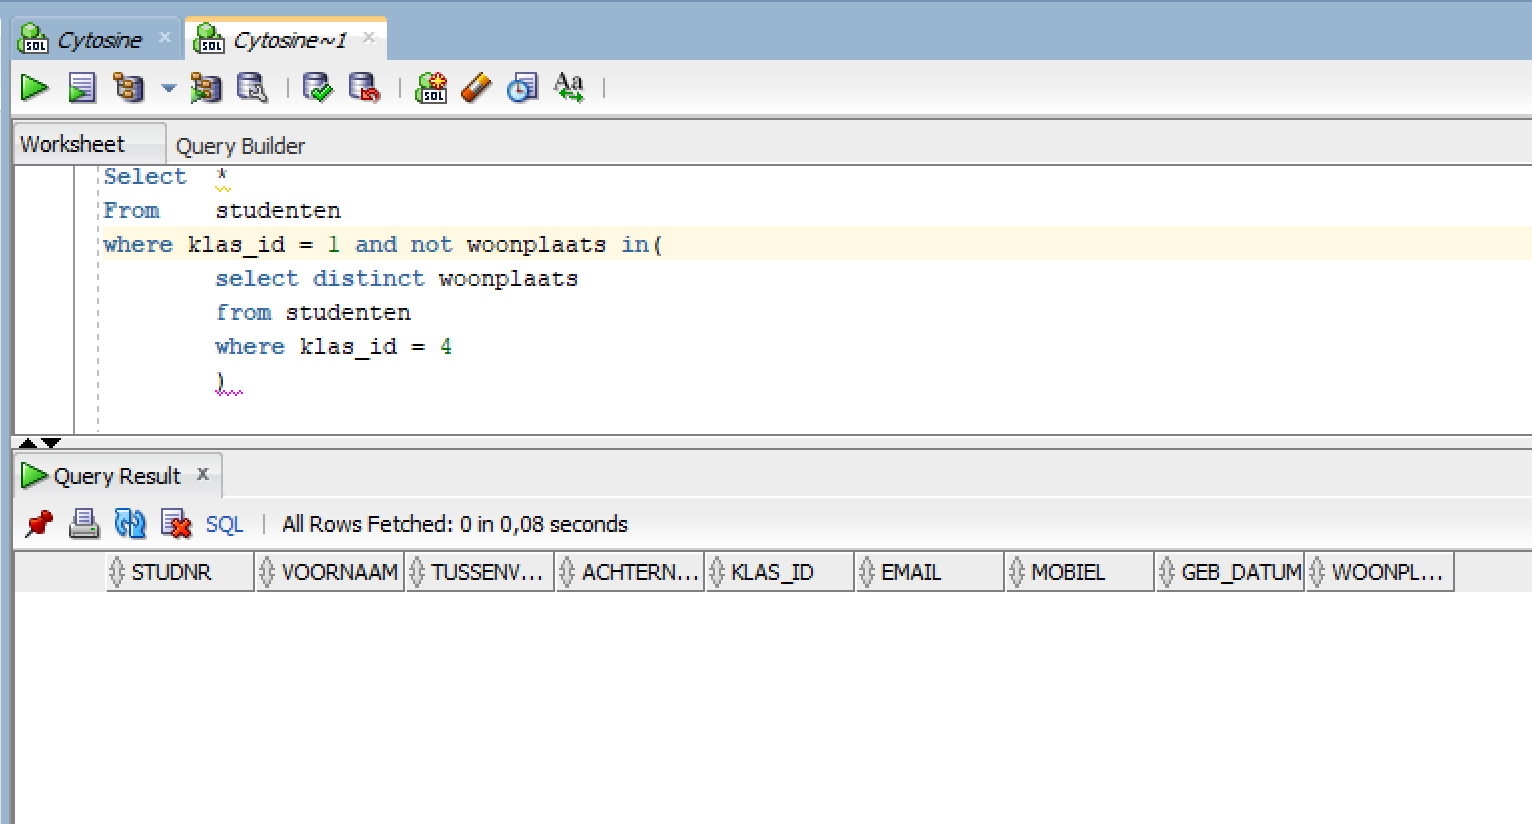 Cytosine Cytosine~1
SQL
Worksheet Query Builder
Select *
From studenten
where klas_id = 1 and not woonplaats in(
select distinct woonplaats
from studenten
where klas_id = 4
)
Query Result x
SQL | All Rows Fetched: 0 in 0,08 seconds
STUDNR VOORNAAM TUSSENV... ACHTERN... KLAS_ID EMAIL MOBIEL GEB_DATUM WOONPL...